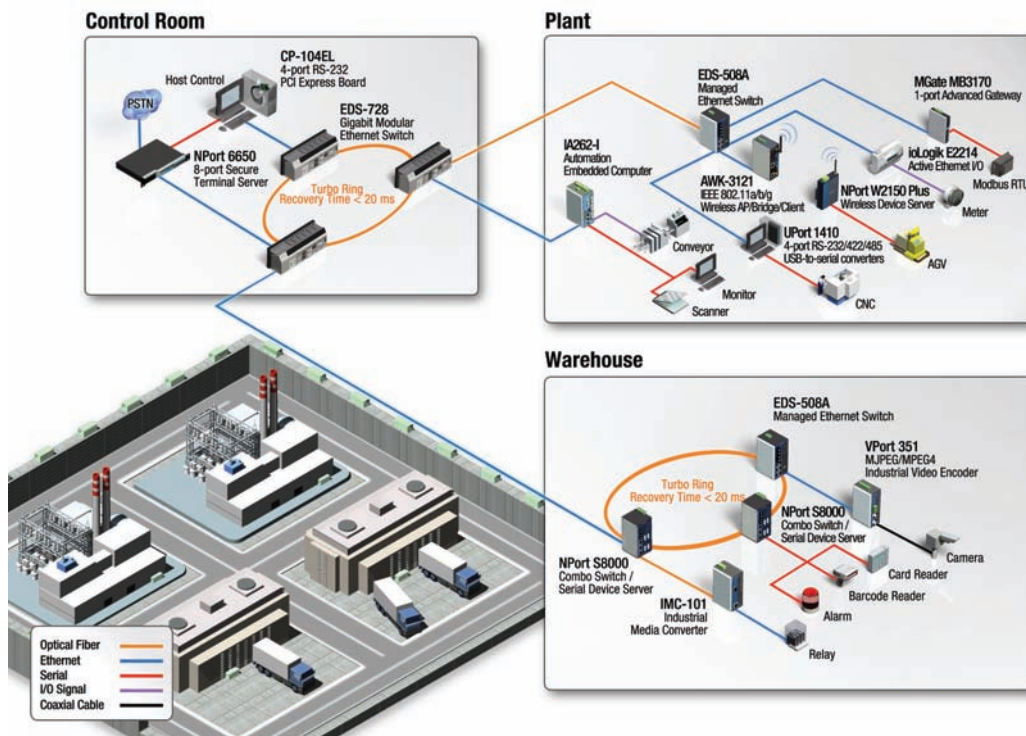 Control Room
CP-104EL
4-port RS-232
PCI Express Board
Host Control
PSTN
EDS-728
Gigabit Modular
Ethernet Switch
NPort 6650
8-port Secure
Terminal Server
Turbo Ring
Recovery Time < 20 ms
Plant
EDS-508A
Managed
Ethernet Switch
MGate MB3170
1-port Advanced Gateway
IA262-I
Automation
Embedded Computer
ioLogik E2214
Active Ethernet I/O
Modbus RTU
AWK-3121
IEEE 802.11a/b/g
Wireless AP/Bridge/Client
NPort W2150 Plus
Wireless Device Server
Meter
UPort 1410
4-port RS-232/422/485
USB-to-serial converters
Conveyor
AGV
Monitor
CNC
Scanner
Warehouse
EDS-508A
Managed Ethernet Switch
VPort 351
MJPEG/MPEG4
Industrial Video Encoder
Turbo Ring
Recovery Time < 20 ms
NPort S8000
Combo Switch /
Serial Device Server
NPort S8000
Combo Switch /
Serial Device Server
Camera
Card Reader
Barcode Reader
IMC-101
Industrial
Media Converter
Alarm
Relay
Optical Fiber
Ethernet
Serial
I/O Signal
Coaxial Cable